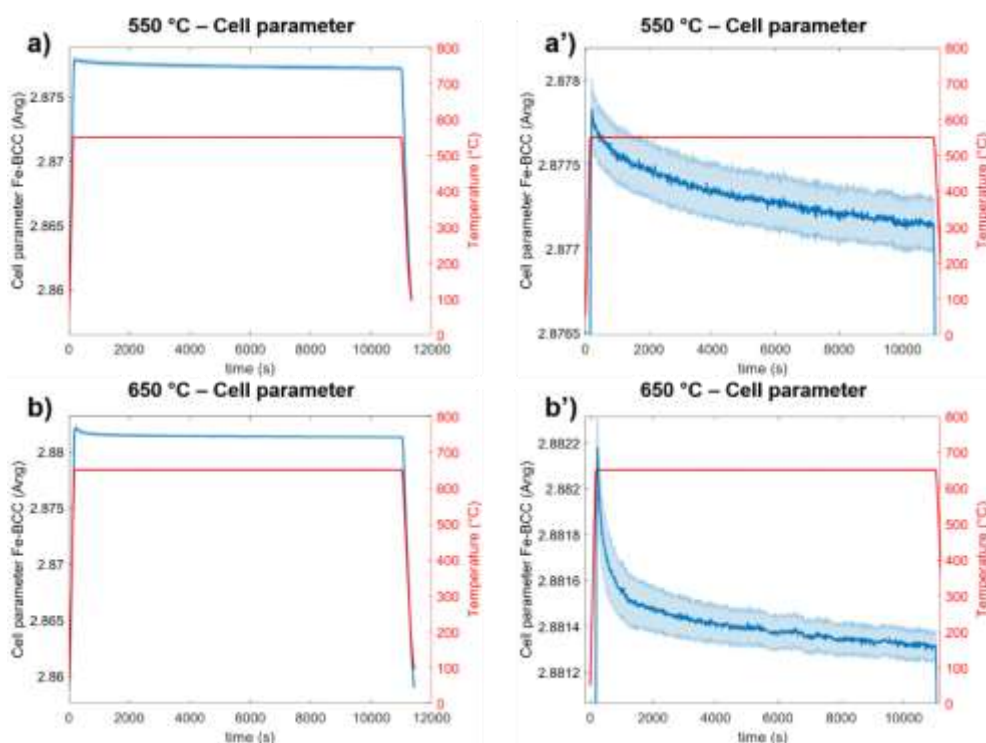 550 °C – Cell parameter
a)
Cell parameter Fe-BCC (Ang)
2.875
2.87
2.865
2.86
0 2000 4000 6000 8000 10000 12000
time (s)
800
700
600
500
400
300
200
100
0
Temperature (°C)
550 °C – Cell parameter
a')
Cell parameter Fe-BCC (Ang)
2.878
2.8775
2.877
2.8765
0 2000 4000 6000 8000 10000
time (s)
800
700
600
500
400
300
200
100
0
Temperature (°C)
650 °C – Cell parameter
b)
Cell parameter Fe-BCC (Ang)
2.88
2.875
2.87
2.865
2.86
0 2000 4000 6000 8000 10000 12000
time (s)
800
700
600
500
400
300
200
100
0
Temperature (°C)
650 °C – Cell parameter
b')
Cell parameter Fe-BCC (Ang)
2.8822
2.882
2.8818
2.8816
2.8814
2.8812
0 2000 4000 6000 8000 10000
time (s)
800
700
600
500
400
300
200
100
0
Temperature (°C)